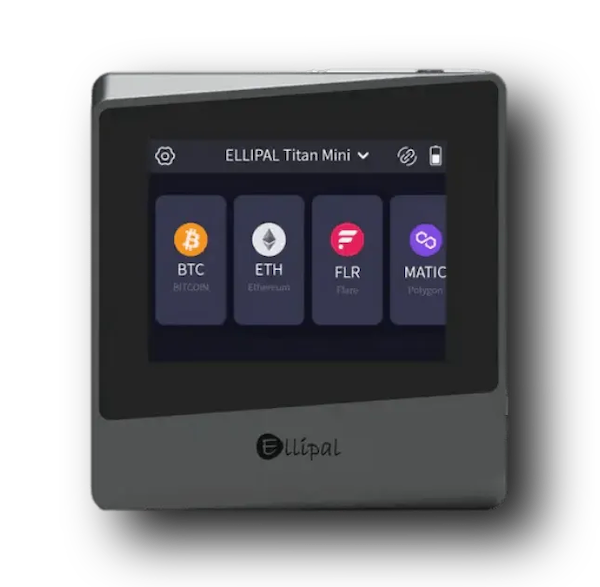 ELLIPAL Titan Mini
BTC
BITCOIN
ETH
Ethereum
FLR
Flare
MATIC
Polygon
Ellipal